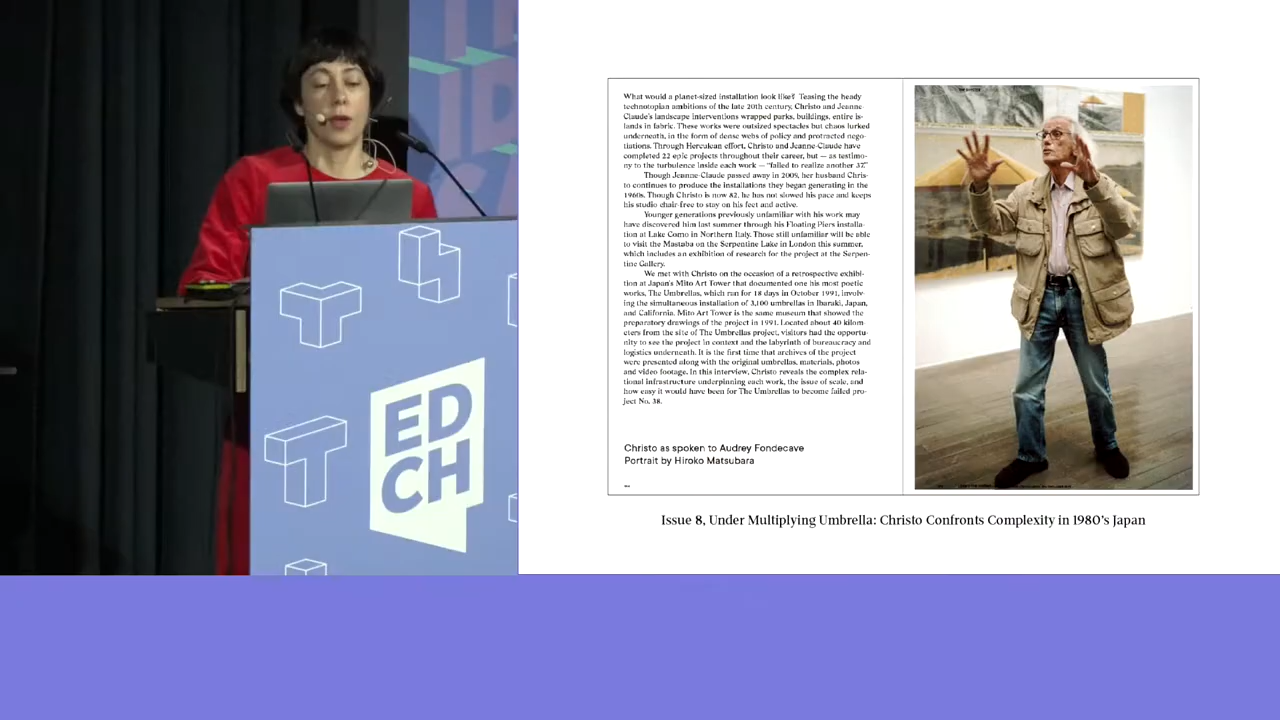 What would a planet-sized installation look like? Teasing the heady
technotopian ambitions of the late 20th century, Christo and Jeanne-
Claude's landscape interventions wrapped parks, buildings, entire is-
lands in fabric. These works were outsized spectacles but chaos lurked
underneath, in the form of dense webs of policy and protracted nego-
tiations. Through Herculean effort, Christo and Jeanne-Claude have
completed 22 epic projects throughout their career, but — as testimo-
ny to the turbulence inside each work — "failed to realize another 37."
Though Jeanne-Claude passed away in 2009, her husband Chris-
to continues to produce the installations they began generating in the
1960s. Though Christo is now 82, he has not slowed his pace and keeps
his studio chair-free to stay on his feet and active.
Younger generations previously unfamiliar with his work may
have discovered him last summer through his Floating Piers installa-
tion at Lake Como in Northern Italy. Those still unfamiliar will be able
to visit the Mastaba on the Serpentine Lake in London this summer,
which includes an exhibition of research for the project at the Serpen-
tine Gallery.
We met with Christo on the occasion of a retrospective exhibi-
tion at Japan's Mito Art Tower that documented one his most poetic
works, The Umbrellas, which ran for 18 days in October 1991, involv-
ing the simultaneous installation of 3,100 umbrellas in Ibaraki, Japan,
and California. Mito Art Tower is the same museum that showed the
preparatory drawings of the project in 1991. Located about 40 kilom-
eters from the site of The Umbrellas project, visitors had the opportu-
nity to see the project in context and the labyrinth of bureaucracy and
logistics underneath. It is the first time that archives of the project
were presented along with the original umbrellas, materials, photos
and video footage. In this interview, Christo reveals the complex rela-
tional infrastructure underpinning each work, the issue of scale, and
how easy it would have been for The Umbrellas to become failed pro-
ject No. 38.
Christo as spoken to Audrey Fondecave
Portrait by Hiroko Matsubara
Issue 8, Under Multiplying Umbrella: Christo Confronts Complexity in 1980's Japan
ED
CH